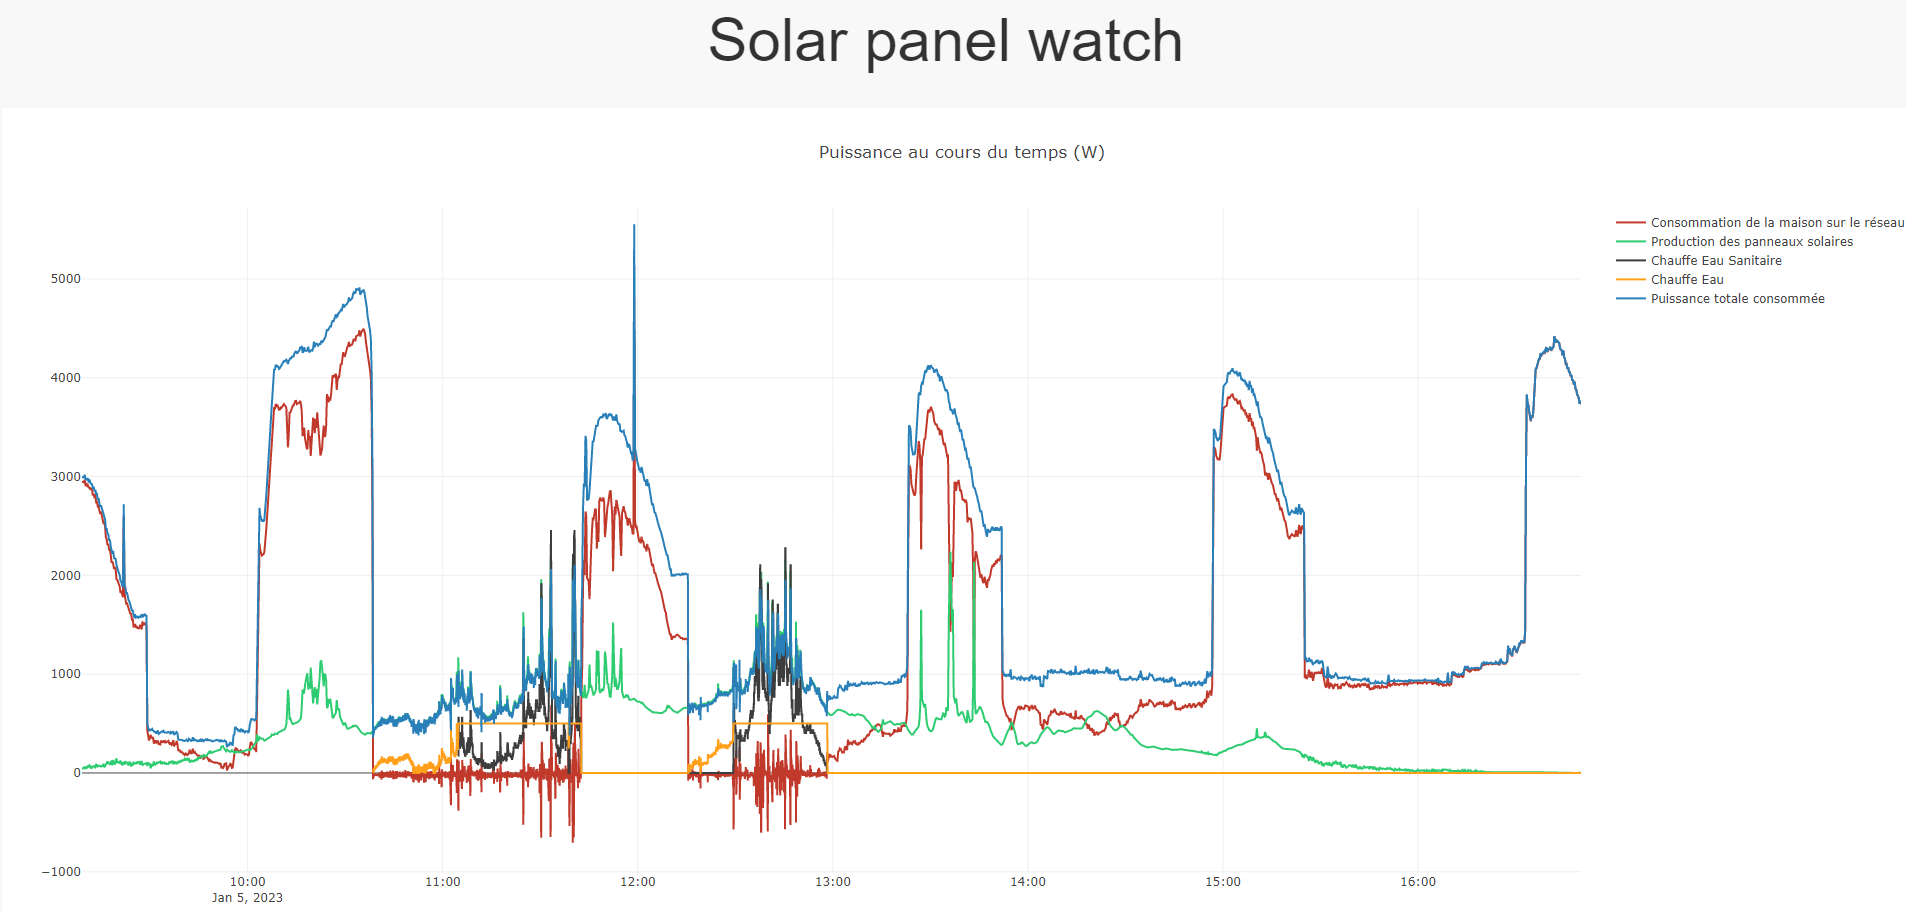 Solar panel watch
Puissance au cours du temps (W)
Consommation de la maison sur le réseau
Production des panneaux solaires
Chauffe Eau Sanitaire
Chauffe Eau
Puissance totale consommée
5000
4000
3000
2000
1000
0
−1000
10:00 11:00 12:00 13:00 14:00 15:00 16:00
Jan 5, 2023